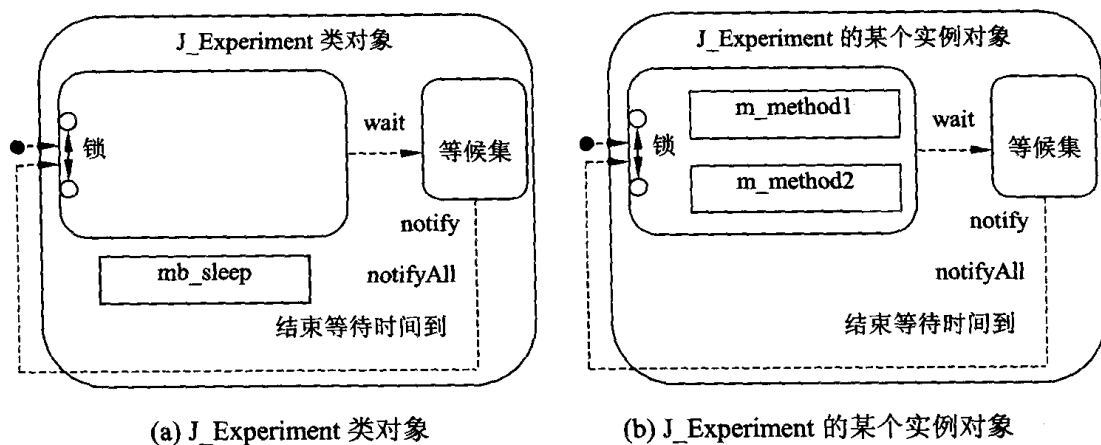 J_Experiment 类对象
锁
wait
等候集
notify
mb_sleep
notifyAll
结束等待时间到
(a) J_Experiment 类对象
J_Experiment 的某个实例对象
m_method1
锁
m_method2
wait
等候集
notify
notifyAll
结束等待时间到
(b) J_Experiment 的某个实例对象